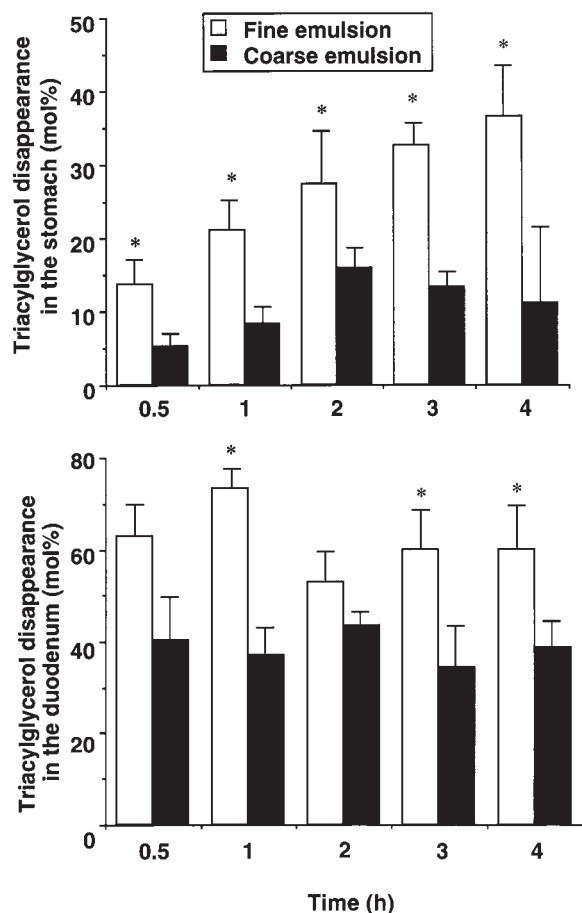 Fine emulsion
Coarse emulsion
Triacylglycerol disappearance
in the stomach (mol%)
50
40
30
20
10
0
*
*
*
*
*
0.5 1 2 3 4
Triacylglycerol disappearance
in the duodenum (mol%)
80
60
40
20
0
*
*
*
0.5 1 2 3 4
Time (h)